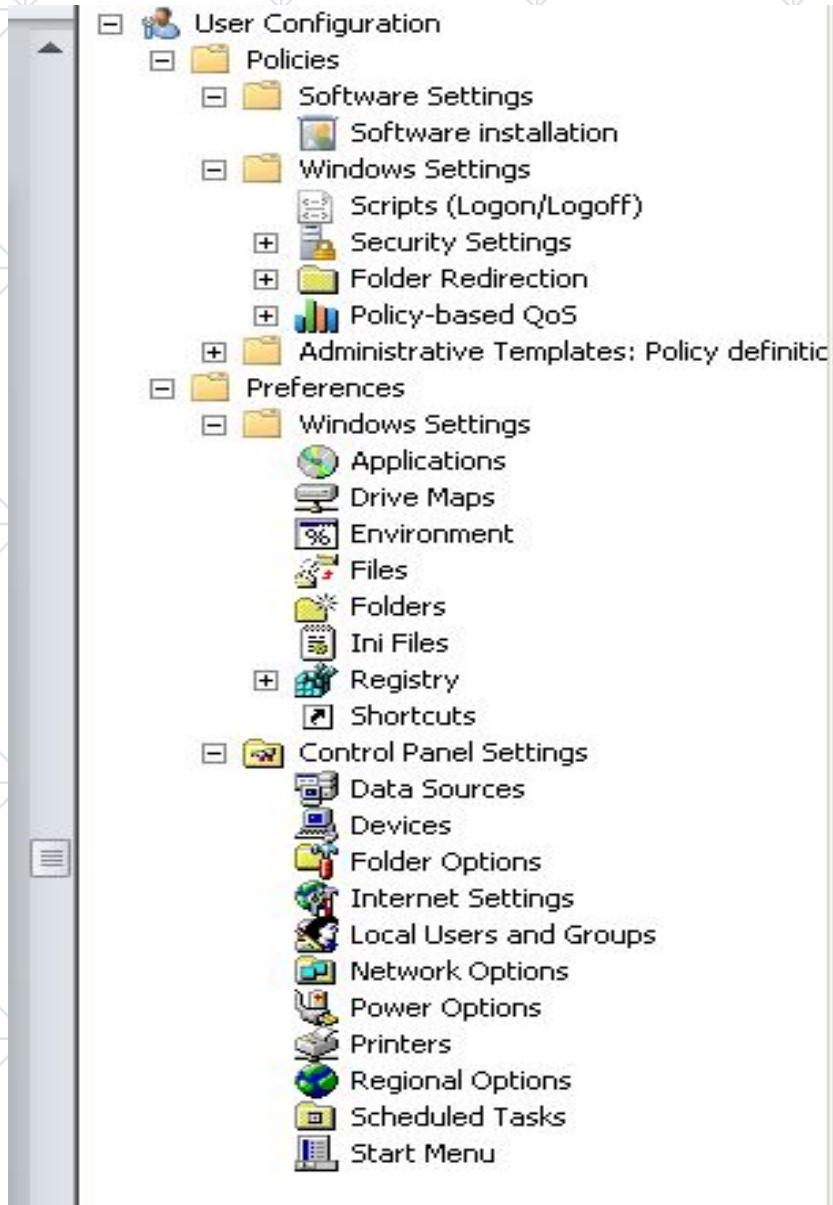 User Configuration
Policies
Software Settings
Software installation
Windows Settings
Scripts (Logon/Logoff)
Security Settings
Folder Redirection
Policy-based QoS
Administrative Templates: Policy definitic
Preferences
Windows Settings
Applications
Drive Maps
Environment
Files
Folders
Ini Files
Registry
Shortcuts
Control Panel Settings
Data Sources
Devices
Folder Options
Internet Settings
Local Users and Groups
Network Options
Power Options
Printers
Regional Options
Scheduled Tasks
Start Menu